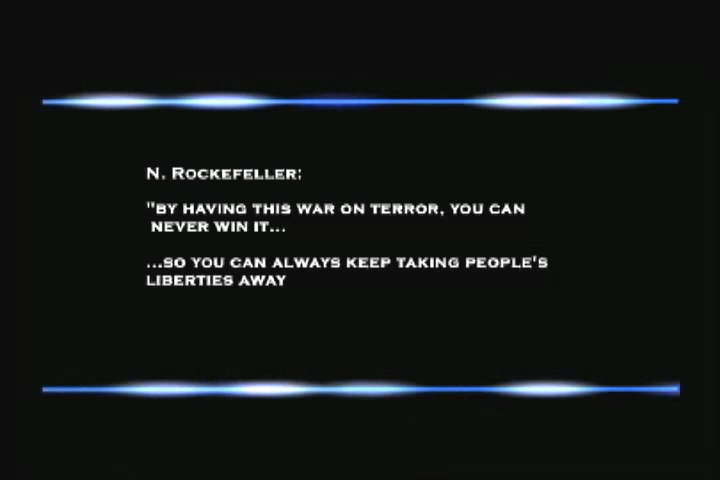 N. ROCKEFELLER:
"BY HAVING THIS WAR ON TERROR, YOU CAN
NEVER WIN IT...
...SO YOU CAN ALWAYS KEEP TAKING PEOPLE'S
LIBERTIES AWAY